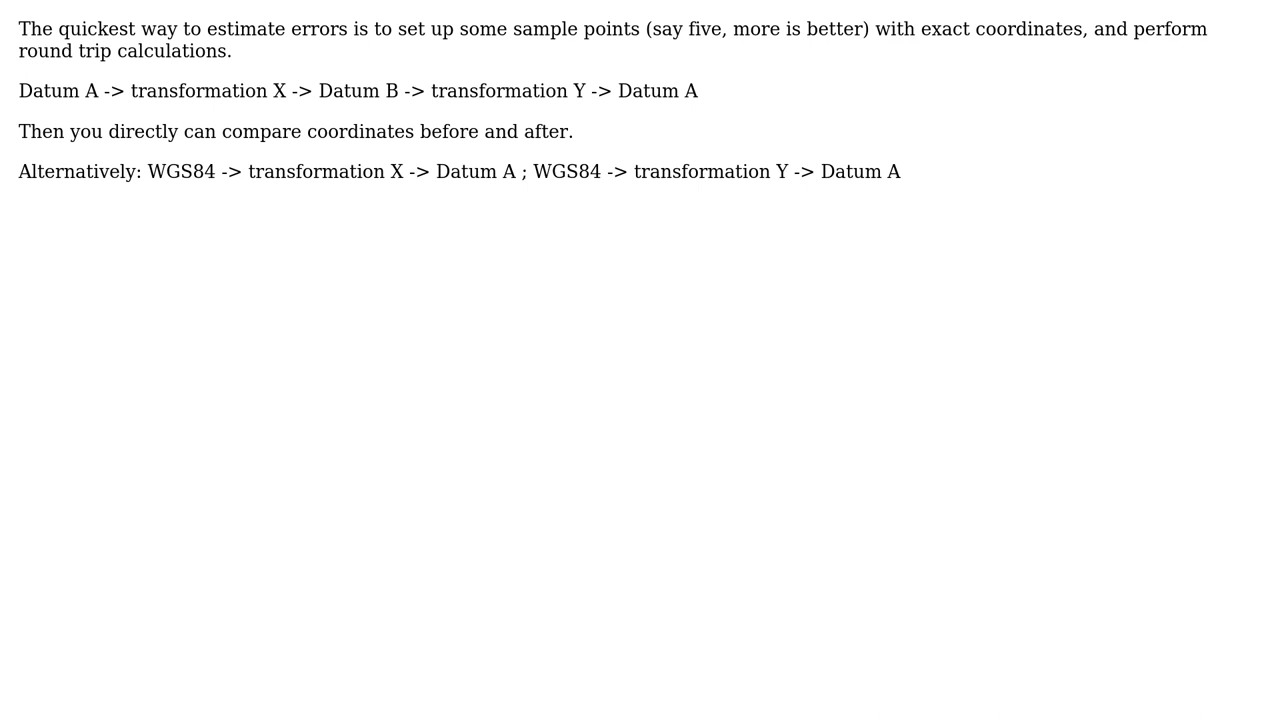 The quickest way to estimate errors is to set up some sample points (say five, more is better) with exact coordinates, and perform
round trip calculations.
Datum A -> transformation X -> Datum B -> transformation Y -> Datum A
Then you directly can compare coordinates before and after.
Alternatively: WGS84 -> transformation X -> Datum A ; WGS84 -> transformation Y -> Datum A